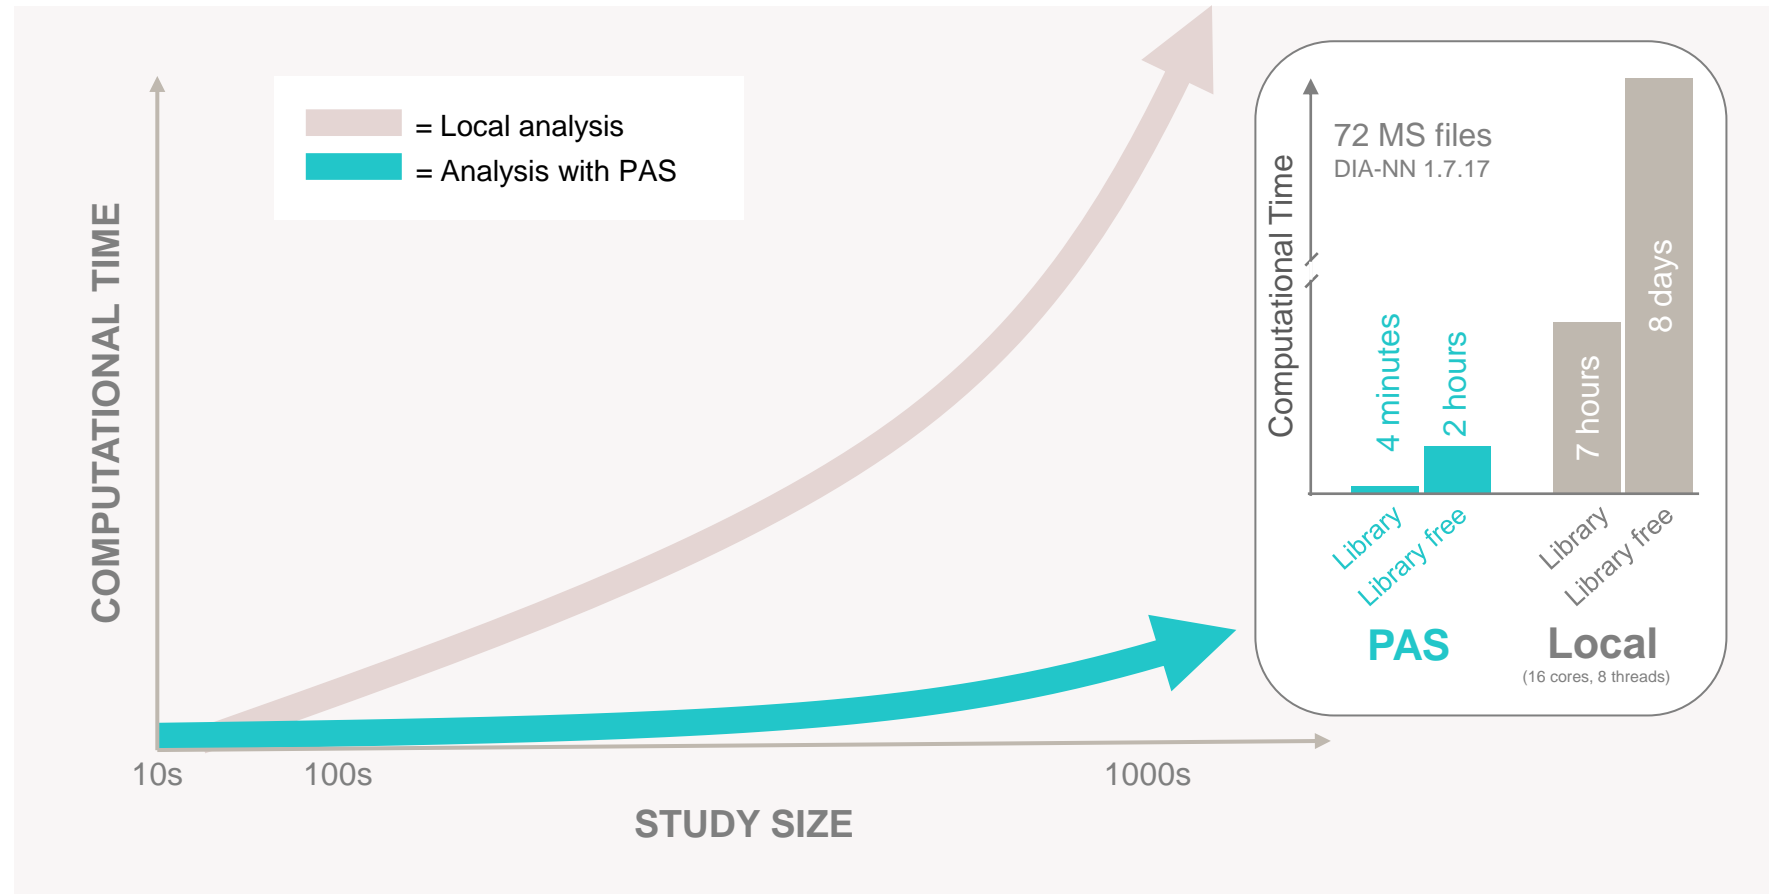 = Local analysis
= Analysis with PAS
COMPUTATIONAL TIME
10s
100s
1000s
STUDY SIZE
72 MS files
DIA-NN 1.7.17
Computational Time
4 minutes
2 hours
7 hours
8 days
Library
Library free
Library
Library free
PAS
Local
(16 cores, 8 threads)